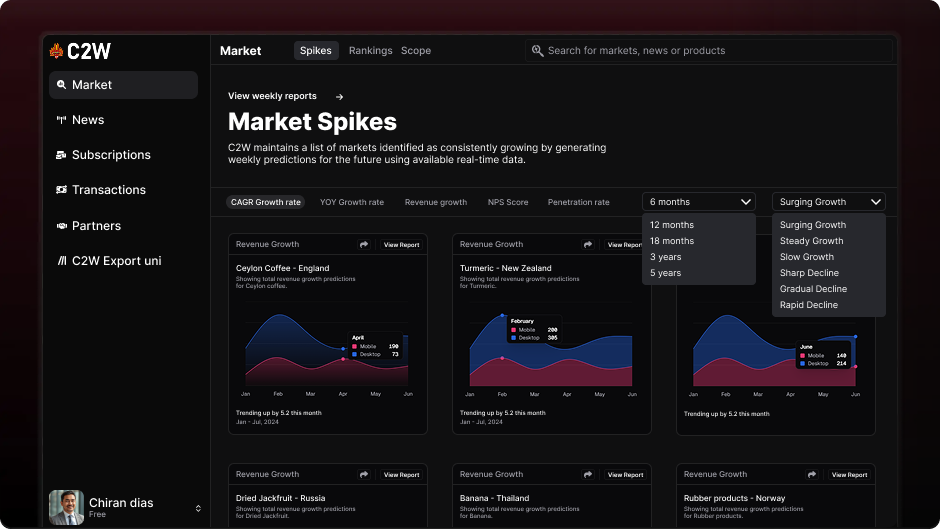 C2W
Market
News
Subscriptions
Transactions
Partners
C2W Export uni
Chiran dias
Free
Market
Spikes
Rankings
Scope
Search for markets, news or products
View weekly reports →
Market Spikes
C2W maintains a list of markets identified as consistently growing by generating
weekly predictions for the future using available real-time data.
CAGR Growth rate
YOY Growth rate
Revenue growth
NPS Score
Penetration rate
6 months
12 months
18 months
3 years
5 years
Surging Growth
Surging Growth
Steady Growth
Slow Growth
Sharp Decline
Gradual Decline
Rapid Decline
Revenue Growth
View Report
Ceylon Coffee - England
Showing total revenue growth predictions
for Ceylon coffee.
April
Mobile 190
Desktop 73
Jan Feb Mar Apr May Jun
Trending up by 5.2 this month
Jan - Jul, 2024
Revenue Growth
View Report
Turmeric - New Zealand
Showing total revenue growth predictions
for Turmeric.
February
Mobile 200
Desktop 305
Jan Feb Mar Apr May Jun
Trending up by 5.2 this month
Jan - Jul, 2024
June
Mobile 140
Desktop 214
Jan Feb Mar Apr May Jun
Trending up by 5.2 this month
Revenue Growth
View Report
Dried Jackfruit - Russia
Showing total revenue growth predictions
for Dried Jackfruit.
Revenue Growth
View Report
Banana - Thailand
Showing total revenue growth predictions
for Banana.
Revenue Growth
View Report
Rubber products - Norway
Showing total revenue growth predictions
for Rubber products.